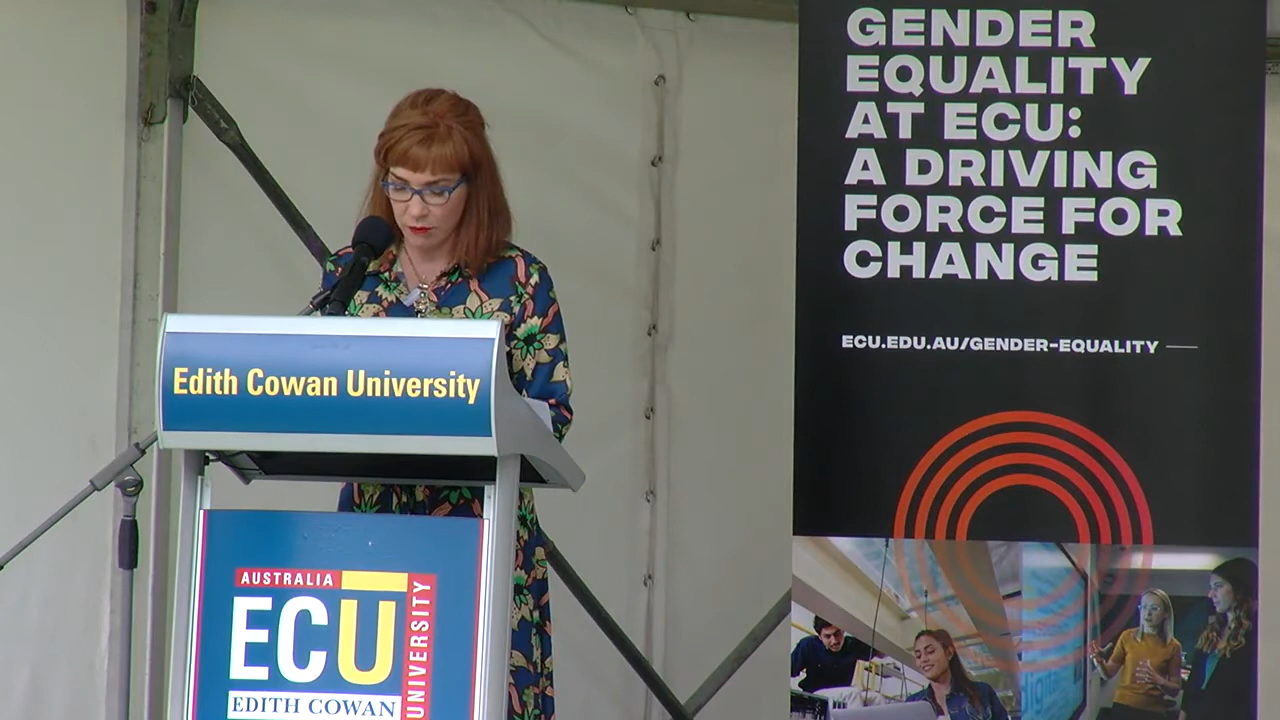 Edith Cowan University
AUSTRALIA
ECU
UNIVERSITY
EDITH COWAN
GENDER
EQUALITY
AT ECU:
A DRIVING
FORCE FOR
CHANGE
ECU.EDU.AU/GENDER-EQUALITY
digital